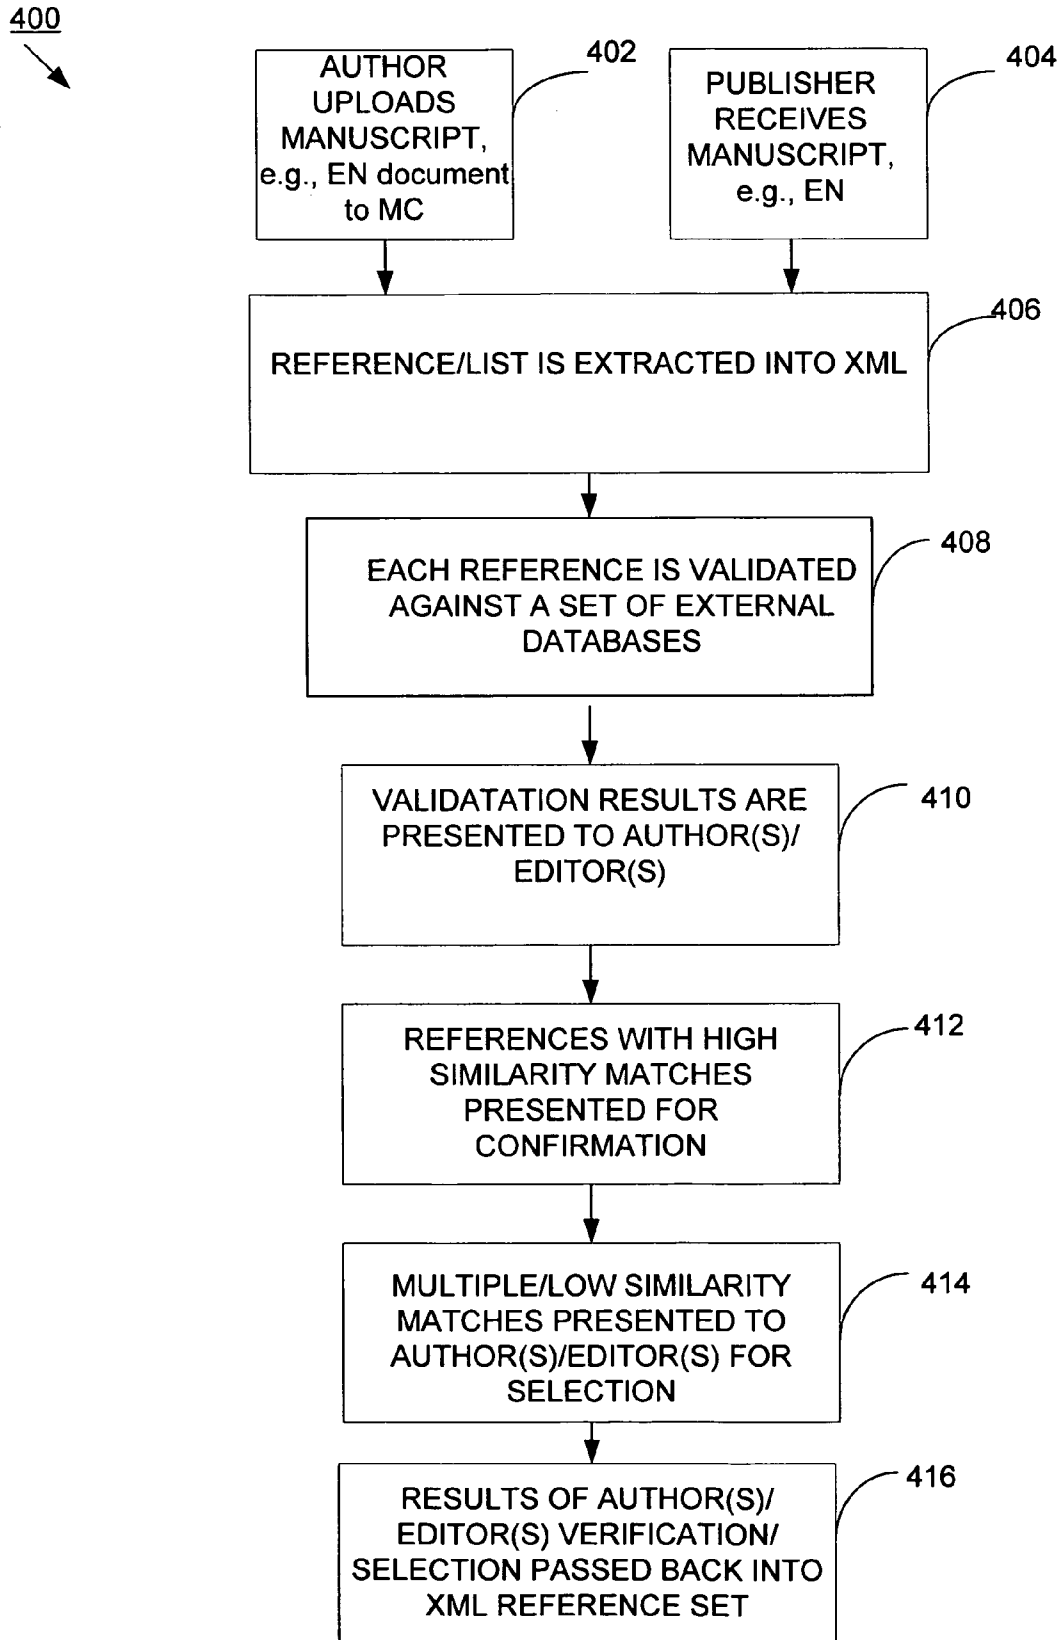 400
AUTHOR
UPLOADS
MANUSCRIPT,
e.g., EN document
to MC
402
PUBLISHER
RECEIVES
MANUSCRIPT,
e.g., EN
404
REFERENCE/LIST IS EXTRACTED INTO XML
406
EACH REFERENCE IS VALIDATED
AGAINST A SET OF EXTERNAL
DATABASES
408
VALIDATATION RESULTS ARE
PRESENTED TO AUTHOR(S)/
EDITOR(S)
410
REFERENCES WITH HIGH
SIMILARITY MATCHES
PRESENTED FOR
CONFIRMATION
412
MULTIPLE/LOW SIMILARITY
MATCHES PRESENTED TO
AUTHOR(S)/EDITOR(S) FOR
SELECTION
414
RESULTS OF AUTHOR(S)/
EDITOR(S) VERIFICATION/
SELECTION PASSED BACK INTO
XML REFERENCE SET
416